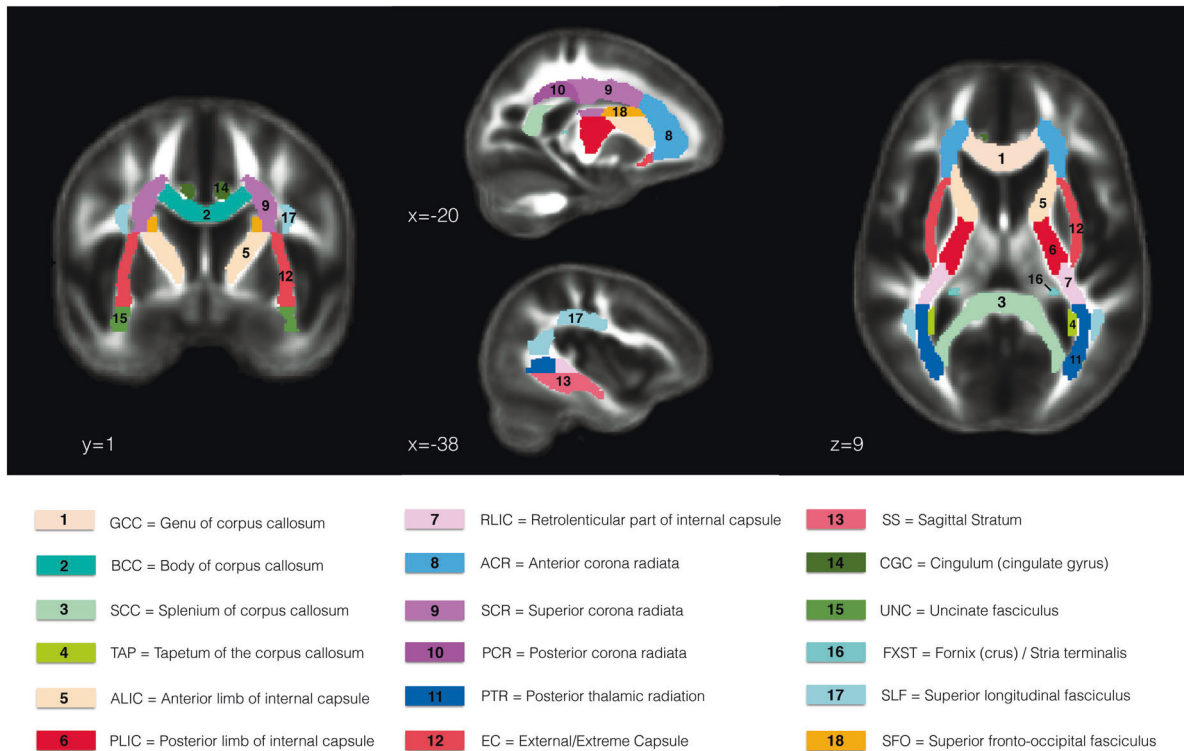 14
2
9
17
5
12
15
y=1
10
9
18
8
x=-20
17
13
x=-38
1
5
12
6
16
7
3
4
11
z=9
1 GCC = Genu of corpus callosum
2 BCC = Body of corpus callosum
3 SCC = Splenium of corpus callosum
4 TAP = Tapetum of the corpus callosum
5 ALIC = Anterior limb of internal capsule
6 PLIC = Posterior limb of internal capsule
7 RLIC = Retrolenticular part of internal capsule
8 ACR = Anterior corona radiata
9 SCR = Superior corona radiata
10 PCR = Posterior corona radiata
11 PTR = Posterior thalamic radiation
12 EC = External/Extreme Capsule
13 SS = Sagittal Stratum
14 CGC = Cingulum (cingulate gyrus)
15 UNC = Uncinate fasciculus
16 FXST = Fornix (crus) / Stria terminalis
17 SLF = Superior longitudinal fasciculus
18 SFO = Superior fronto-occipital fasciculus